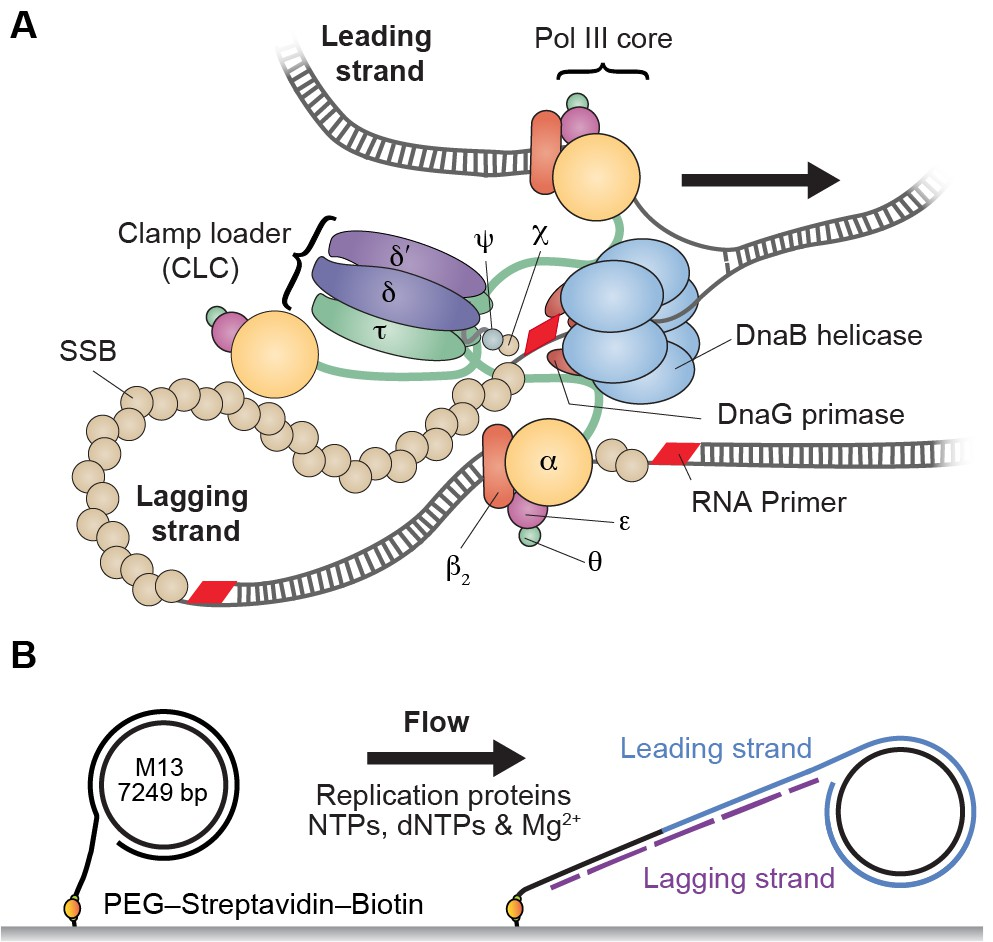 A
Leading
strand
Pol III core
Clamp loader
(CLC)
δ′
δ
τ
ψ
χ
SSB
DnaB helicase
DnaG primase
RNA Primer
Lagging
strand
α
ε
θ
β2
B
M13
7249 bp
Flow
Replication proteins
NTPs, dNTPs & Mg2+
Leading strand
Lagging strand
PEG–Streptavidin–Biotin